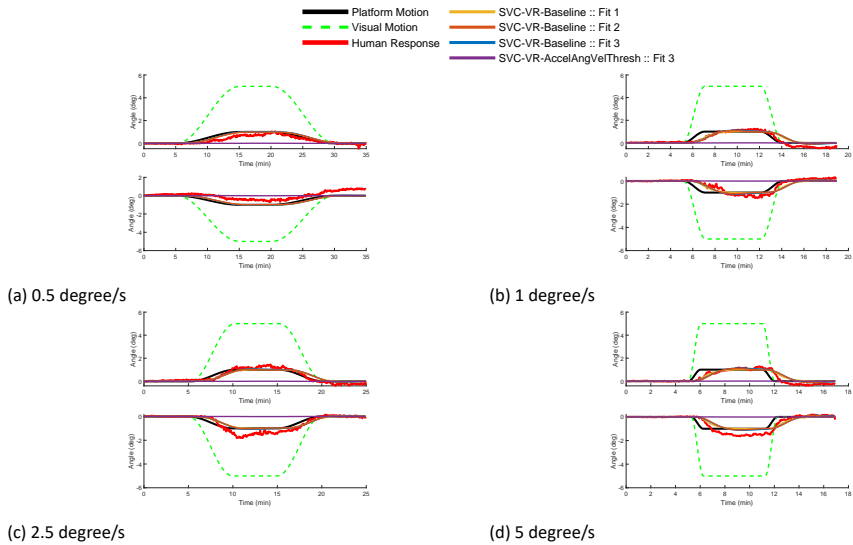 Platform Motion
Visual Motion
Human Response
SVC-VR-Baseline :: Fit 1
SVC-VR-Baseline :: Fit 2
SVC-VR-Baseline :: Fit 3
SVC-VR-AccelAngVelThresh :: Fit 3
Angle (deg)
6
4
2
0
0 5 10 15 20 25 30 35
Time (min)
Angle (deg)
2
0
-2
-4
-6
0 5 10 15 20 25 30 35
Time (min)
(a) 0.5 degree/s
Angle (deg)
6
4
2
0
0 2 4 6 8 10 12 14 16 18 20
Time (min)
Angle (deg)
0
-2
-4
-6
0 2 4 6 8 10 12 14 16 18 20
Time (min)
(b) 1 degree/s
Angle (deg)
6
4
2
0
0 5 10 15 20 25
Time (min)
Angle (deg)
0
-2
-4
-6
0 5 10 15 20 25
Time (min)
(c) 2.5 degree/s
Angle (deg)
6
4
2
0
0 2 4 6 8 10 12 14 16 18
Time (min)
Angle (deg)
0
-2
-4
-6
0 2 4 6 8 10 12 14 16 18
Time (min)
(d) 5 degree/s